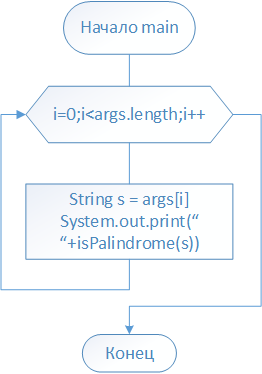 Начало main
i=0;i<args.length;i++
String s = args[i]
System.out.print(“
“+isPalindrome(s))
Конец